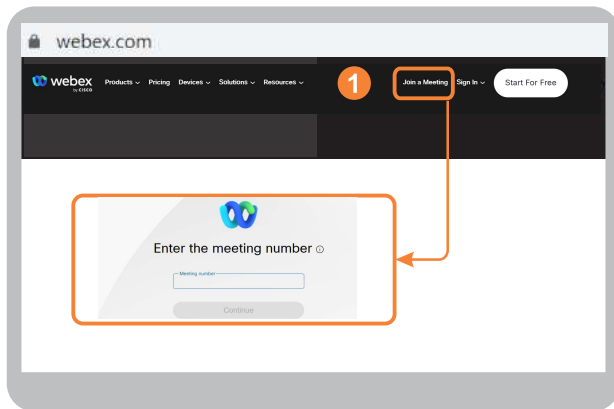 webex.com
webex Products Pricing Devices Solutions Resources 1 Join a Meeting Sign In Start For Free
by CISCO
Enter the meeting number
Meeting number
Continue